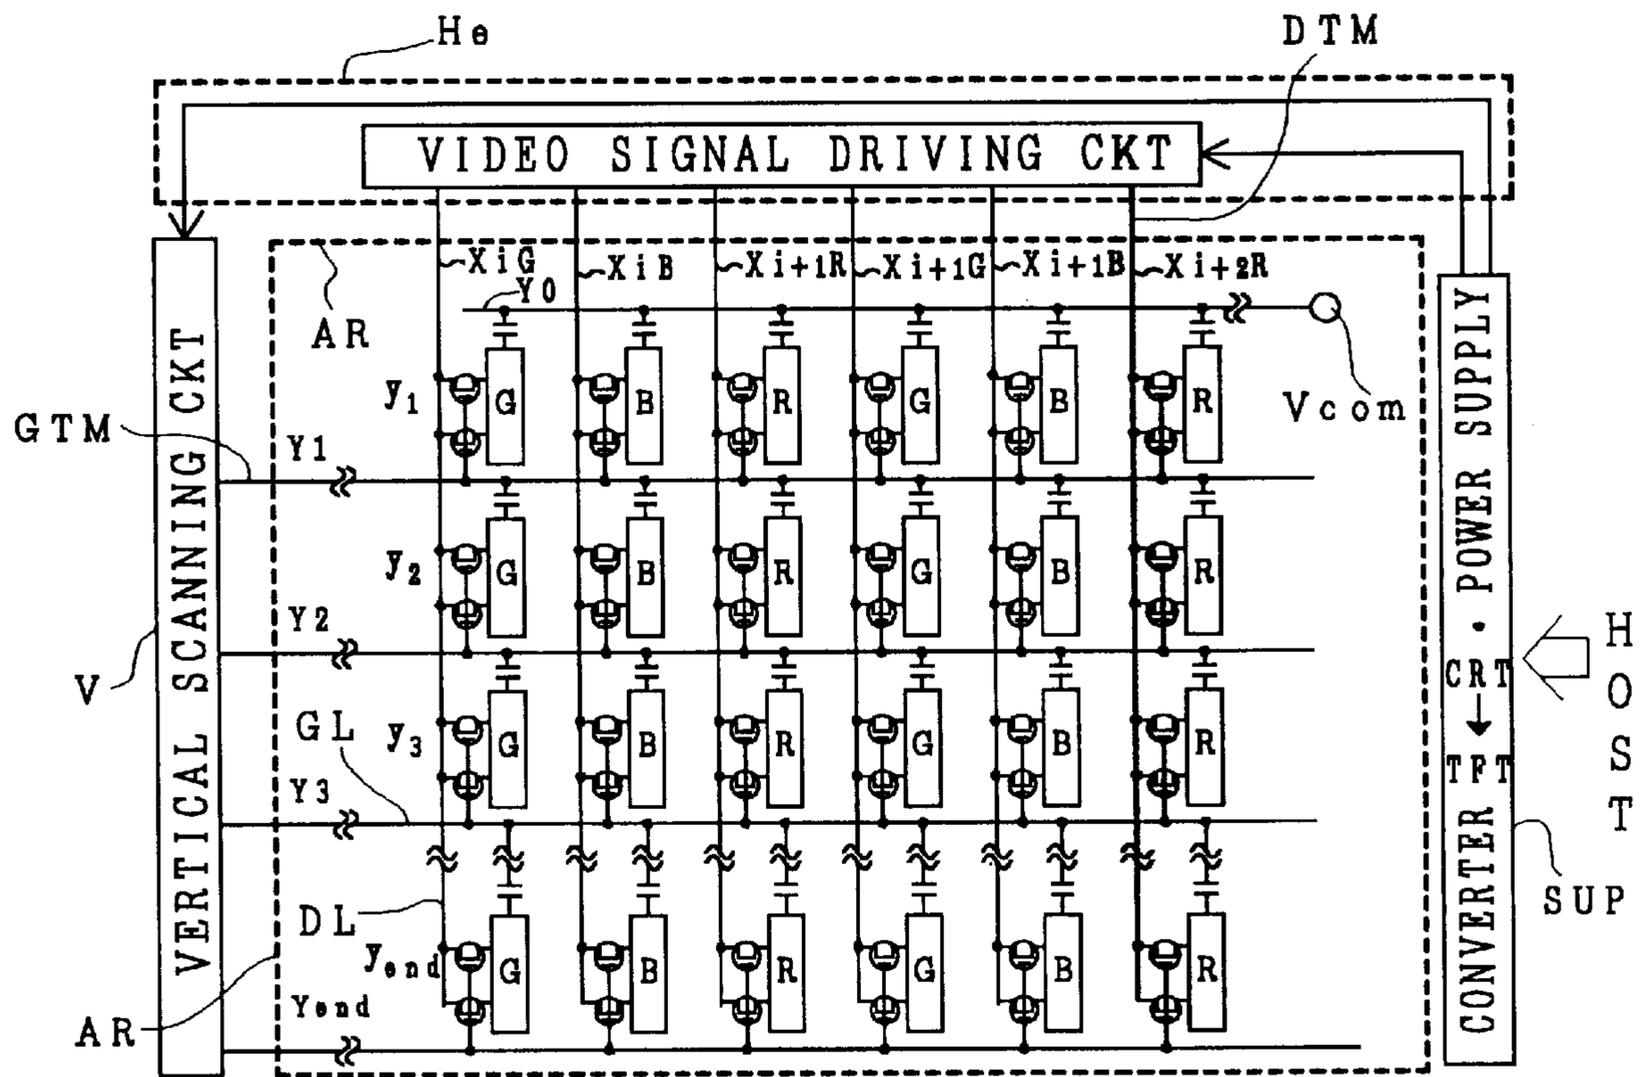 He
DTM
VIDEO SIGNAL DRIVING CKT
XiG
XiB
Xi+1R
Xi+1G
Xi+1B
Xi+2R
Y0
AR
Vcom
y1
G B R G B R
GTM
Y1
y2
G B R G B R
Y2
V
VERTICAL SCANNING CKT
GL
y3
G B R G B R
Y3
DL
yend
G B R G B R
Yend
AR
CONVERTER · POWER SUPPLY
CRT
TFT
HOST
SUP